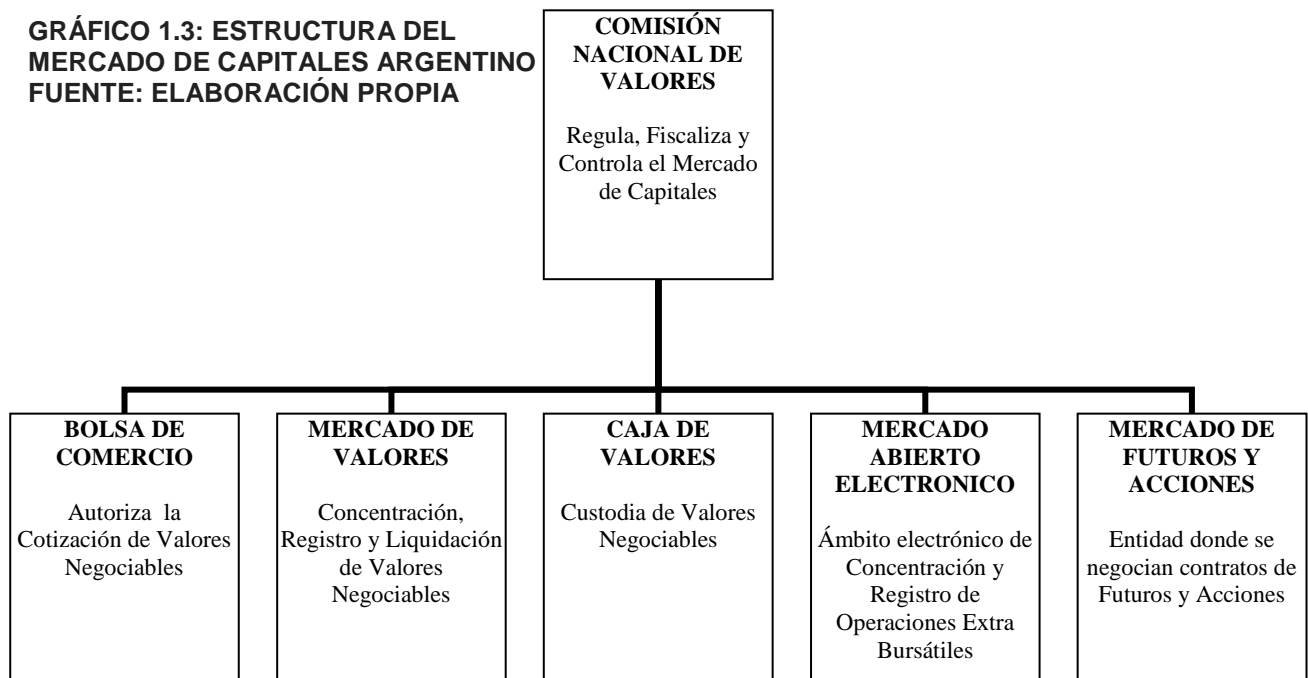 GRÁFICO 1.3: ESTRUCTURA DEL
MERCADO DE CAPITALES ARGENTINO
FUENTE: ELABORACIÓN PROPIA
COMISIÓN
NACIONAL DE
VALORES
Regula, Fiscaliza y
Controla el Mercado
de Capitales
BOLSA DE
COMERCIO
Autoriza la
Cotización de Valores
Negociables
MERCADO DE
VALORES
Concentración,
Registro y Liquidación
de Valores
Negociables
CAJA DE
VALORES
Custodia de Valores
Negociables
MERCADO
ABIERTO
ELECTRONICO
Ámbito electrónico de
Concentración y
Registro de
Operaciones Extra
Bursátiles
MERCADO DE
FUTUROS Y
ACCIONES
Entidad donde se
negocian contratos de
Futuros y Acciones